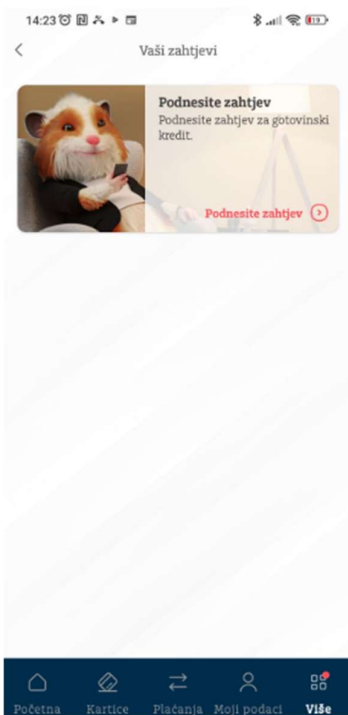 14:23
19
Vaši zahtjevi
Podnesite zahtjev
Podnesite zahtjev za gotovinski
kredit.
Podnesite zahtjev
Početna Kartice Plaćanja Moji podaci Više